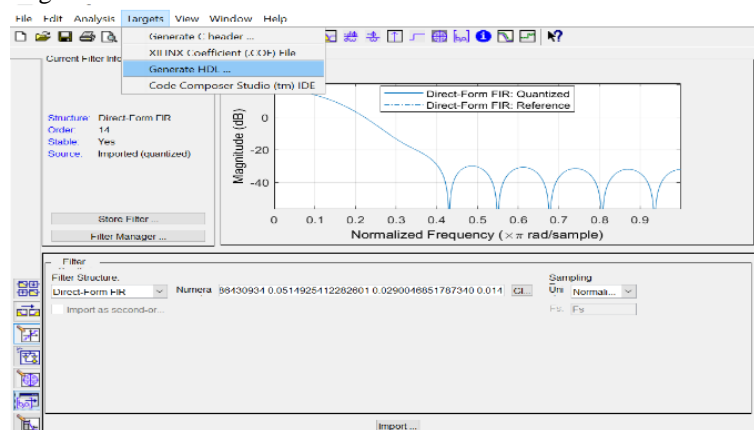 File Edit Analysis Targets View Window Help
Generate C header ...
XILINX Coefficient (.COE) File
Generate HDL ...
Code Composer Studio (tm) IDE
Current Filter Info
Structure: Direct-Form FIR
Order: 14
Stable: Yes
Source: Imported (quantized)
Store Filter ...
Filter Manager ...
Direct-Form FIR: Quantized
Direct-Form FIR: Reference
Magnitude (dB)
0
-20
-40
0 0.1 0.2 0.3 0.4 0.5 0.6 0.7 0.8 0.9
Normalized Frequency (×π rad/sample)
Filter
Filter Structure:
Direct-Form FIR
Import as second-or...
Numera
86430934 0.0514925412282601 0.0290046851787340 0.014
Cl...
Sampling
Uni Normali...
Fs: Fs
Import ...